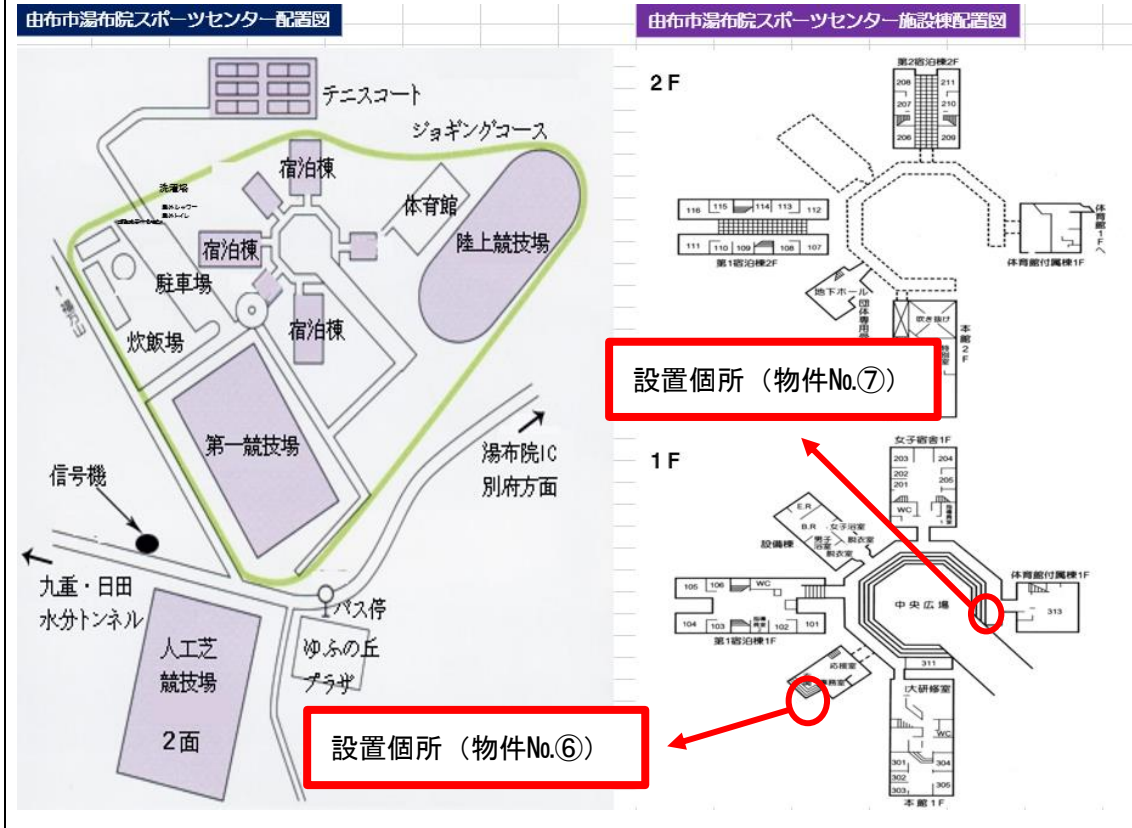 由布市湯布院スポーツセンター配置図
テニスコート
ジョギングコース
宿泊棟
体育館
陸上競技場
洗濯場
宿泊棟
駐車場
炊飯場
宿泊棟
第一競技場
信号機
湯布院IC
別府方面
九重・日田
水分トンネル
バス停
人工芝
競技場
2面
ゆふの丘
プラザ
由布市湯布院スポーツセンター施設棟配置図
2F
第2宿泊棟2F
208 211
207 210
206 209
116 115 114 113 112
111 110 109 108 107
第1宿泊棟2F
体育館1Fへ
体育館付属棟1F
地下ホール
吹き抜け
本館2F
設置個所（物件№⑦）
1F
女子宿舎1F
203 204
202
201 205
WC
E.R
B.R 女子浴室
脱衣室
男子浴室
脱衣室
設備棟
105 106 WC
104 103 102 101
第1宿泊棟1F
中央広場
体育館付属棟1F
313
311
応接室
事務室
大研修室
WC
301 304
302
303 305
本館1F
設置個所（物件№⑥）